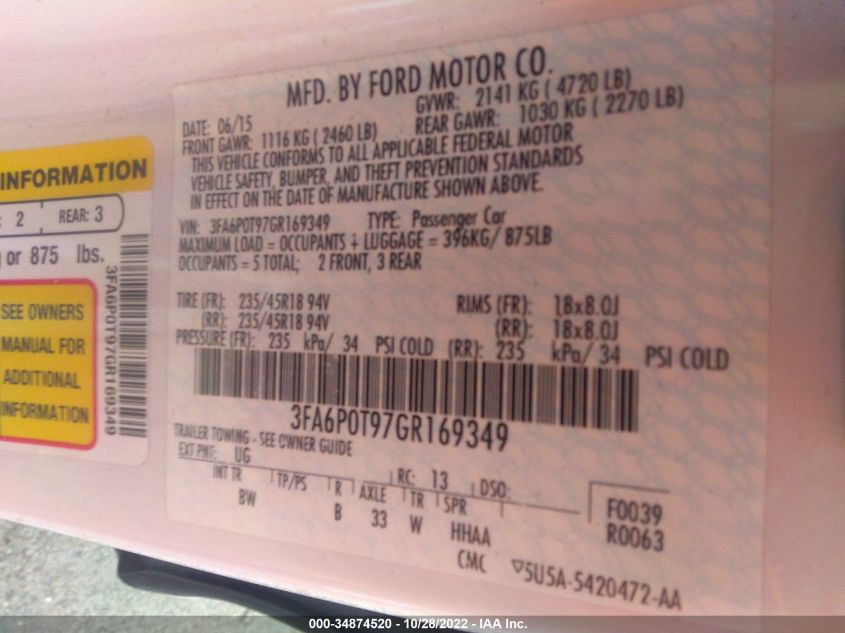 INFORMATION
: 2 REAR: 3
or 875 lbs.
SEE OWNERS
MANUAL FOR
ADDITIONAL
INFORMATION
3FA6P0T97GR169349
MFD. BY FORD MOTOR CO.
DATE: 06/15 GVWR: 2141 KG ( 4720 LB)
FRONT GAWR: 1116 KG ( 2460 LB) REAR GAWR: 1030 KG ( 2270 LB)
THIS VEHICLE CONFORMS TO ALL APPLICABLE FEDERAL MOTOR
VEHICLE SAFETY, BUMPER, AND THEFT PREVENTION STANDARDS
IN EFFECT ON THE DATE OF MANUFACTURE SHOWN ABOVE.
VIN: 3FA6P0T97GR169349 TYPE: Passenger Car
MAXIMUM LOAD = OCCUPANTS + LUGGAGE = 396KG/ 875LB
OCCUPANTS = 5 TOTAL; 2 FRONT, 3 REAR
TIRE (FR): 235/45R18 94V RIMS (FR): 18x8.0J
(RR): 235/45R18 94V (RR): 18x8.0J
PRESSURE (FR): 235 kPa/ 34 PSI COLD (RR): 235 kPa/ 34 PSI COLD
3FA6P0T97GR169349
TRAILER TOWING - SEE OWNER GUIDE
EXT PNT: UG RC: 13 DSO: F0039
INT TR TP/PS R AXLE TR SPR R0063
BW B 33 W HHAA
CMC 5U5A-5420472-AA
000-34874520 - 10/28/2022 - IAA Inc.